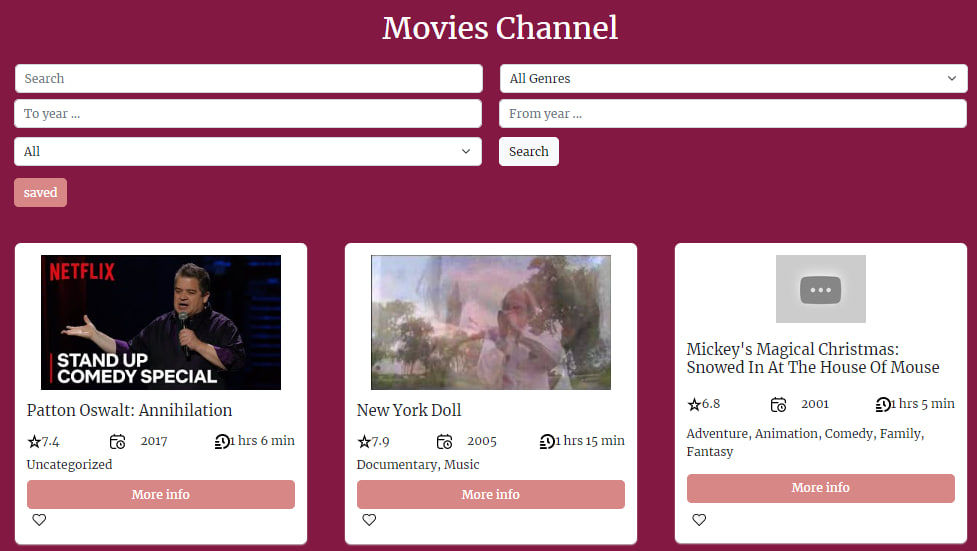 Movies Channel
Search
All Genres
To year ...
From year ...
All
Search
saved
NETFLIX
STAND UP
COMEDY SPECIAL
Patton Oswalt: Annihilation
7.4 2017 1 hrs 6 min
Uncategorized
More info
New York Doll
7.9 2005 1 hrs 15 min
Documentary, Music
More info
Mickey's Magical Christmas:
Snowed In At The House Of Mouse
6.8 2001 1 hrs 5 min
Adventure, Animation, Comedy, Family,
Fantasy
More info